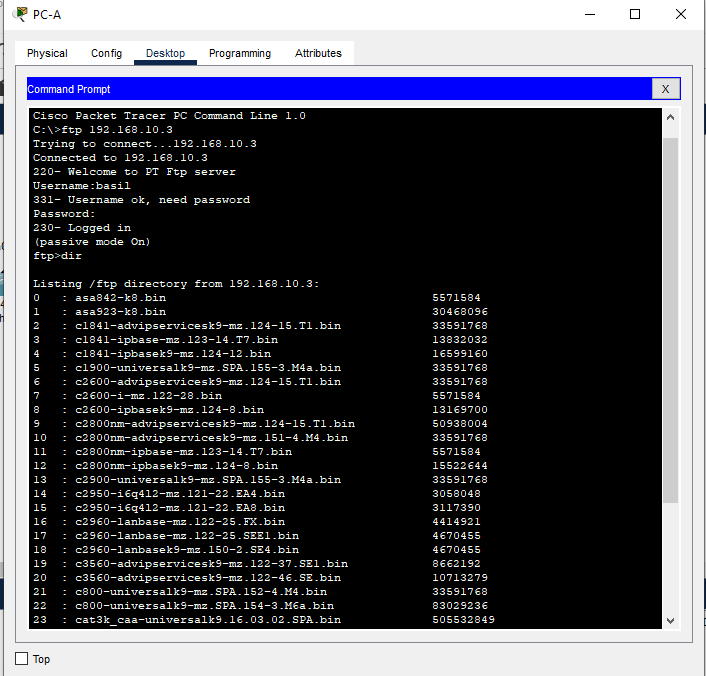 PC-A
Physical Config Desktop Programming Attributes
Command Prompt X
Cisco Packet Tracer PC Command Line 1.0
C:\>ftp 192.168.10.3
Trying to connect...192.168.10.3
Connected to 192.168.10.3
220- Welcome to PT Ftp server
Username:basil
331- Username ok, need password
Password:
230- Logged in
(passive mode On)
ftp>dir
Listing /ftp directory from 192.168.10.3:
0 : asa842-k8.bin 5571584
1 : asa923-k8.bin 30468096
2 : c1841-advipservicesk9-mz.124-15.T1.bin 33591768
3 : c1841-ipbase-mz.123-14.T7.bin 13832032
4 : c1841-ipbasek9-mz.124-12.bin 16599160
5 : c1900-universalk9-mz.SPA.155-3.M4a.bin 33591768
6 : c2600-advipservicesk9-mz.124-15.T1.bin 33591768
7 : c2600-i-mz.122-28.bin 5571584
8 : c2600-ipbasek9-mz.124-8.bin 13169700
9 : c2800nm-advipservicesk9-mz.124-15.T1.bin 50938004
10 : c2800nm-advipservicesk9-mz.151-4.M4.bin 33591768
11 : c2800nm-ipbase-mz.123-14.T7.bin 5571584
12 : c2800nm-ipbasek9-mz.124-8.bin 15522644
13 : c2900-universalk9-mz.SPA.155-3.M4a.bin 33591768
14 : c2950-i6q4l2-mz.121-22.EA4.bin 3058048
15 : c2950-i6q4l2-mz.121-22.EA8.bin 3117390
16 : c2960-lanbase-mz.122-25.FX.bin 4414921
17 : c2960-lanbase-mz.122-25.SEE1.bin 4670455
18 : c2960-lanbasek9-mz.150-2.SE4.bin 4670455
19 : c3560-advipservicesk9-mz.122-37.SE1.bin 8662192
20 : c3560-advipservicesk9-mz.122-46.SE.bin 10713279
21 : c800-universalk9-mz.SPA.152-4.M4.bin 33591768
22 : c800-universalk9-mz.SPA.154-3.M6a.bin 83029236
23 : cat3k_caa-universalk9.16.03.02.SPA.bin 505532849
Top